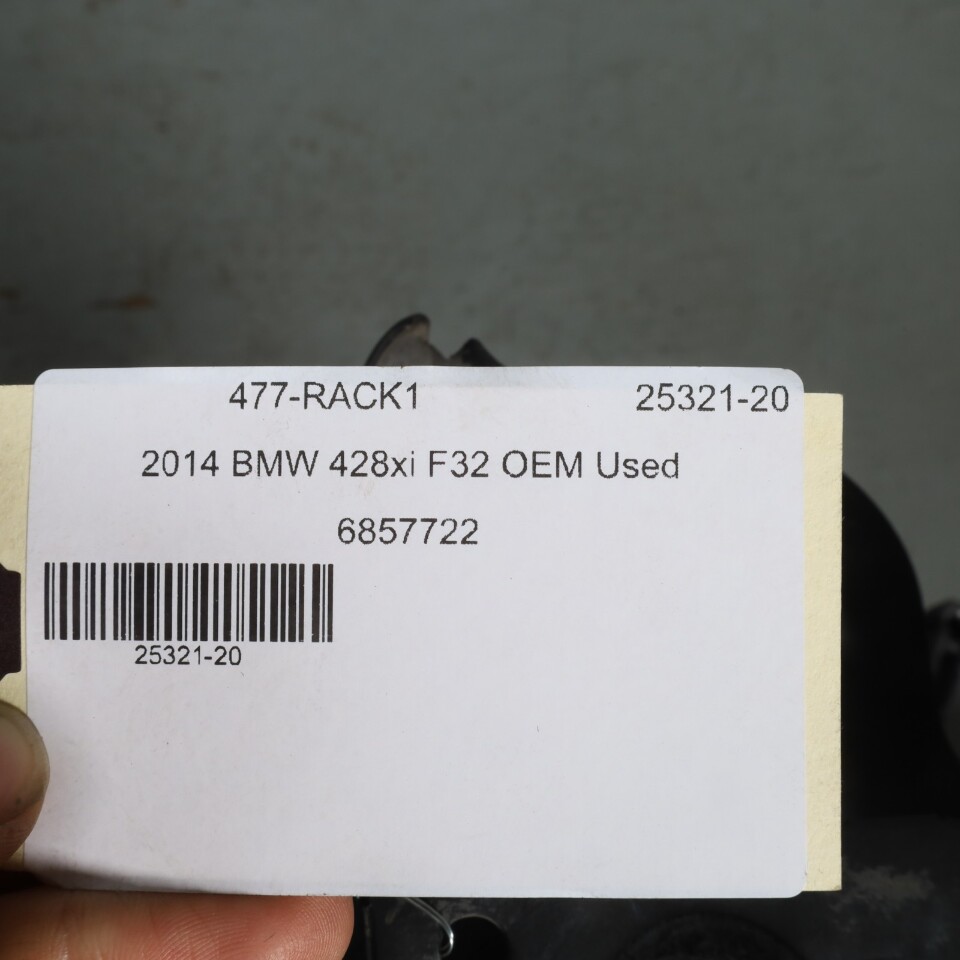 477-RACK1 25321-20
2014 BMW 428xi F32 OEM Used
6857722
25321-20